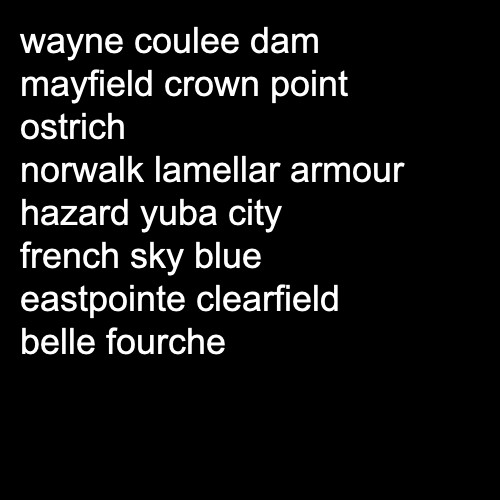 wayne coulee dam
mayfield crown point
ostrich
norwalk lamellar armour
hazard yuba city
french sky blue
eastpointe clearfield
belle fourche